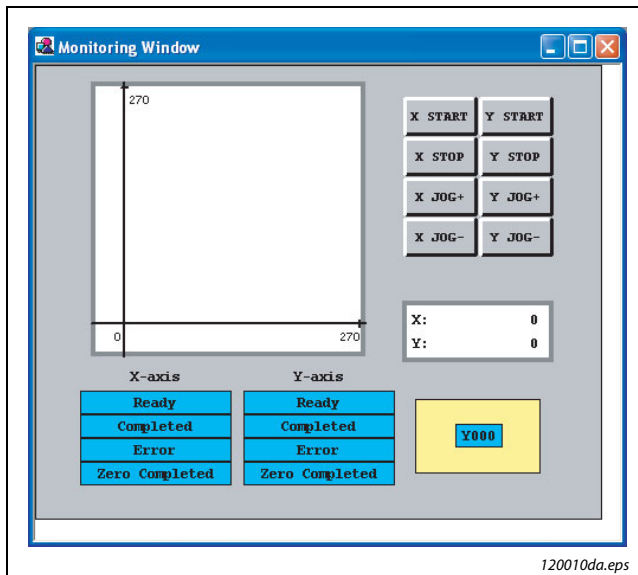 Monitoring Window
270
0 270
X START Y START
X STOP Y STOP
X JOG+ Y JOG+
X JOG- Y JOG-
X: 0
Y: 0
X-axis Y-axis
Ready Ready
Completed Completed
Error Error
Zero Completed Zero Completed
Y000
120010da.eps